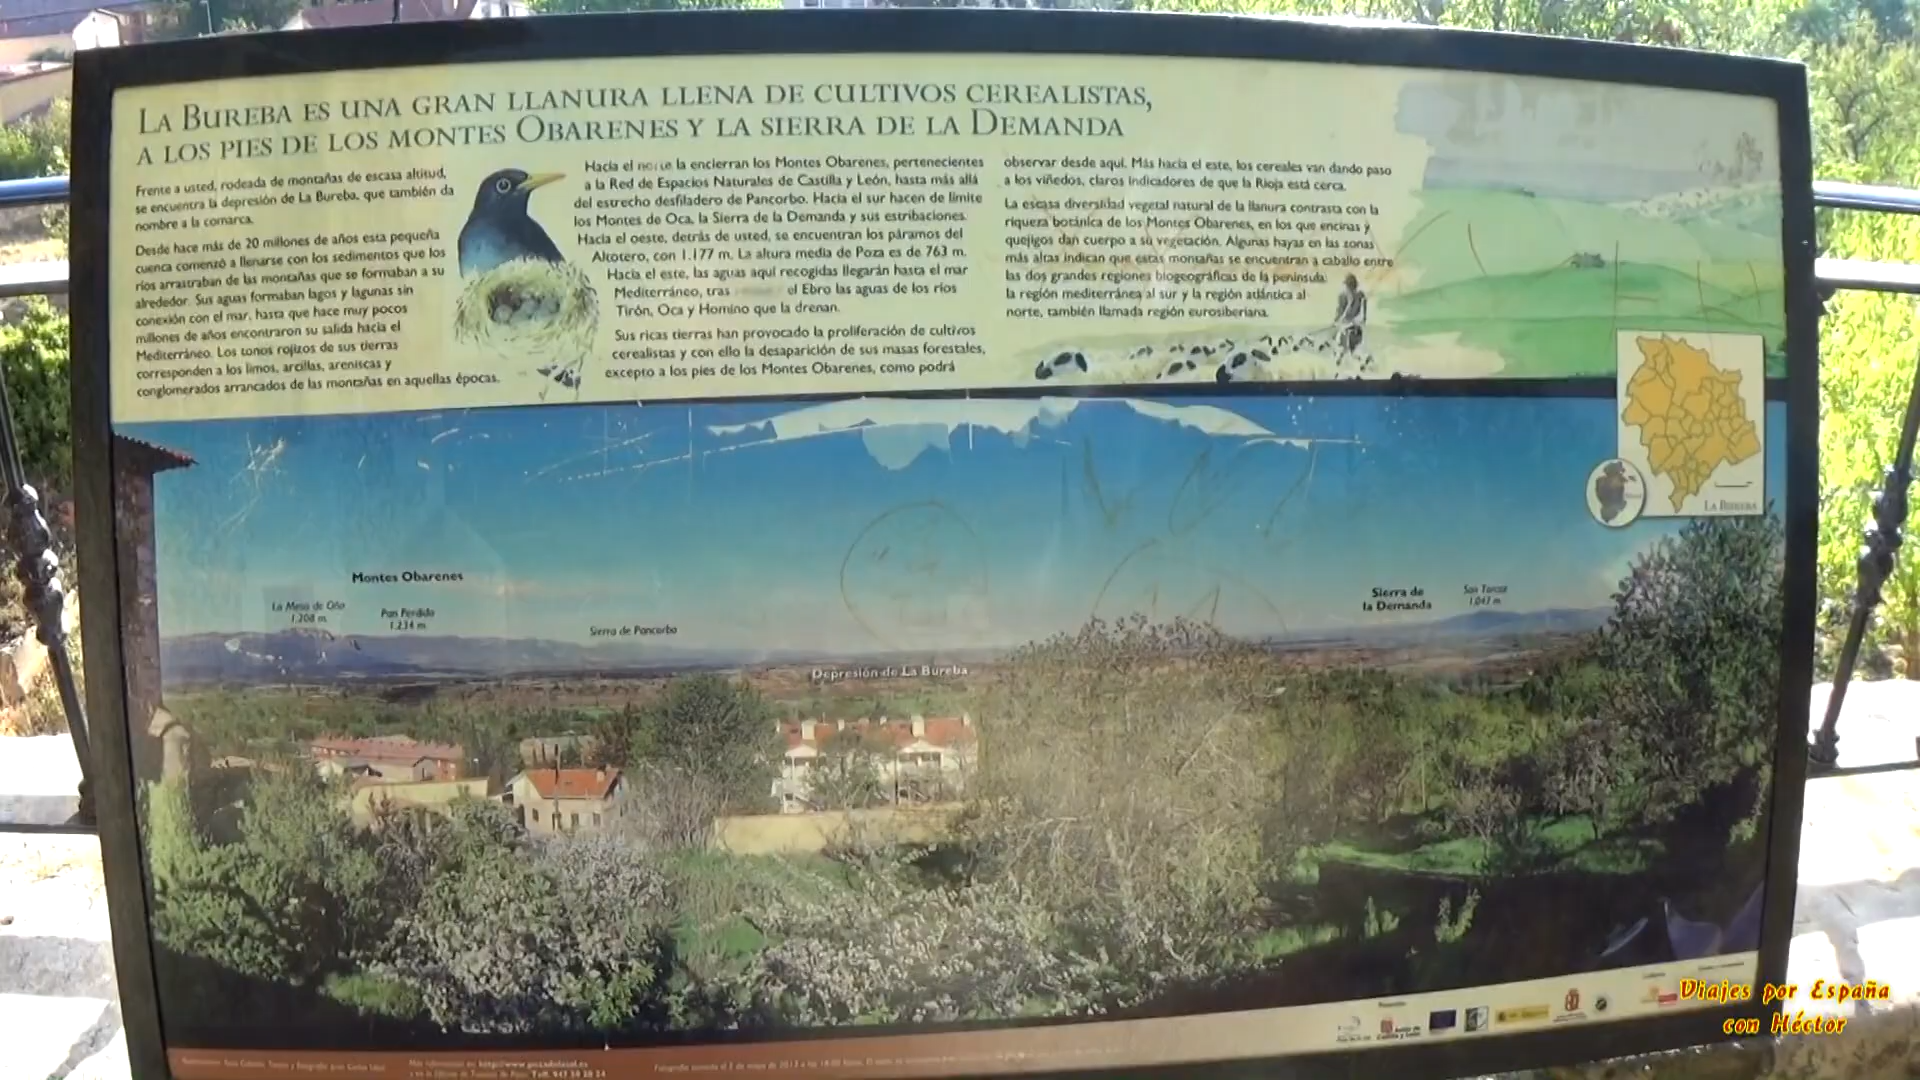 LA BUREBA ES UNA GRAN LLANURA LLENA DE CULTIVOS CEREALISTAS,
A LOS PIES DE LOS MONTES OBARENES Y LA SIERRA DE LA DEMANDA
Frente a usted, rodeada de montañas de escasa altitud,
se encuentra la depresión de La Bureba, que también da
nombre a la comarca.
Desde hace más de 20 millones de años esta pequeña
cuenca comenzó a llenarse con los sedimentos que los
ríos arrastraban de las montañas que se formaban a su
alrededor. Sus aguas formaban lagos y lagunas sin
conexión con el mar, hasta que hace muy pocos
millones de años encontraron su salida hacia el
Mediterráneo. Los tonos rojizos de sus tierras
corresponden a los limos, arcillas, areniscas y
conglomerados arrancados de las montañas en aquellas épocas.
Hacia el norte la encierran los Montes Obarenes, pertenecientes
a la Red de Espacios Naturales de Castilla y León, hasta más allá
del estrecho desfiladero de Pancorbo. Hacia el sur hacen de límite
los Montes de Oca, la Sierra de la Demanda y sus estribaciones.
Hacia el oeste, detrás de usted, se encuentran los páramos del
Altotero, con 1.177 m. La altura media de Poza es de 763 m.
Hacia el este, las aguas aquí recogidas llegarán hasta el mar
Mediterráneo, tras el Ebro las aguas de los ríos
Tirón, Oca y Homino que la drenan.
Sus ricas tierras han provocado la proliferación de cultivos
cerealistas y con ello la desaparición de sus masas forestales,
excepto a los pies de los Montes Obarenes, como podrá
observar desde aquí. Más hacia el este, los cereales van dando paso
a los viñedos, claros indicadores de que la Rioja está cerca.
La escasa diversidad vegetal natural de la llanura contrasta con la
riqueza botánica de los Montes Obarenes, en los que encinas y
quejigos dan cuerpo a su vegetación. Algunas hayas en las zonas
más altas indican que estas montañas se encuentran a caballo entre
las dos grandes regiones biogeográficas de la península:
la región mediterránea al sur y la región atlántica al
norte, también llamada región eurosiberiana.
LA BUREBA
Montes Obarenes
La Mesa de Oña
1.208 m.
Pan Perdido
1.234 m.
Sierra de Pancorbo
Depresión de La Bureba
Sierra de
la Demanda
San Torcaz
1.047 m.
Viajes por España
con Héctor